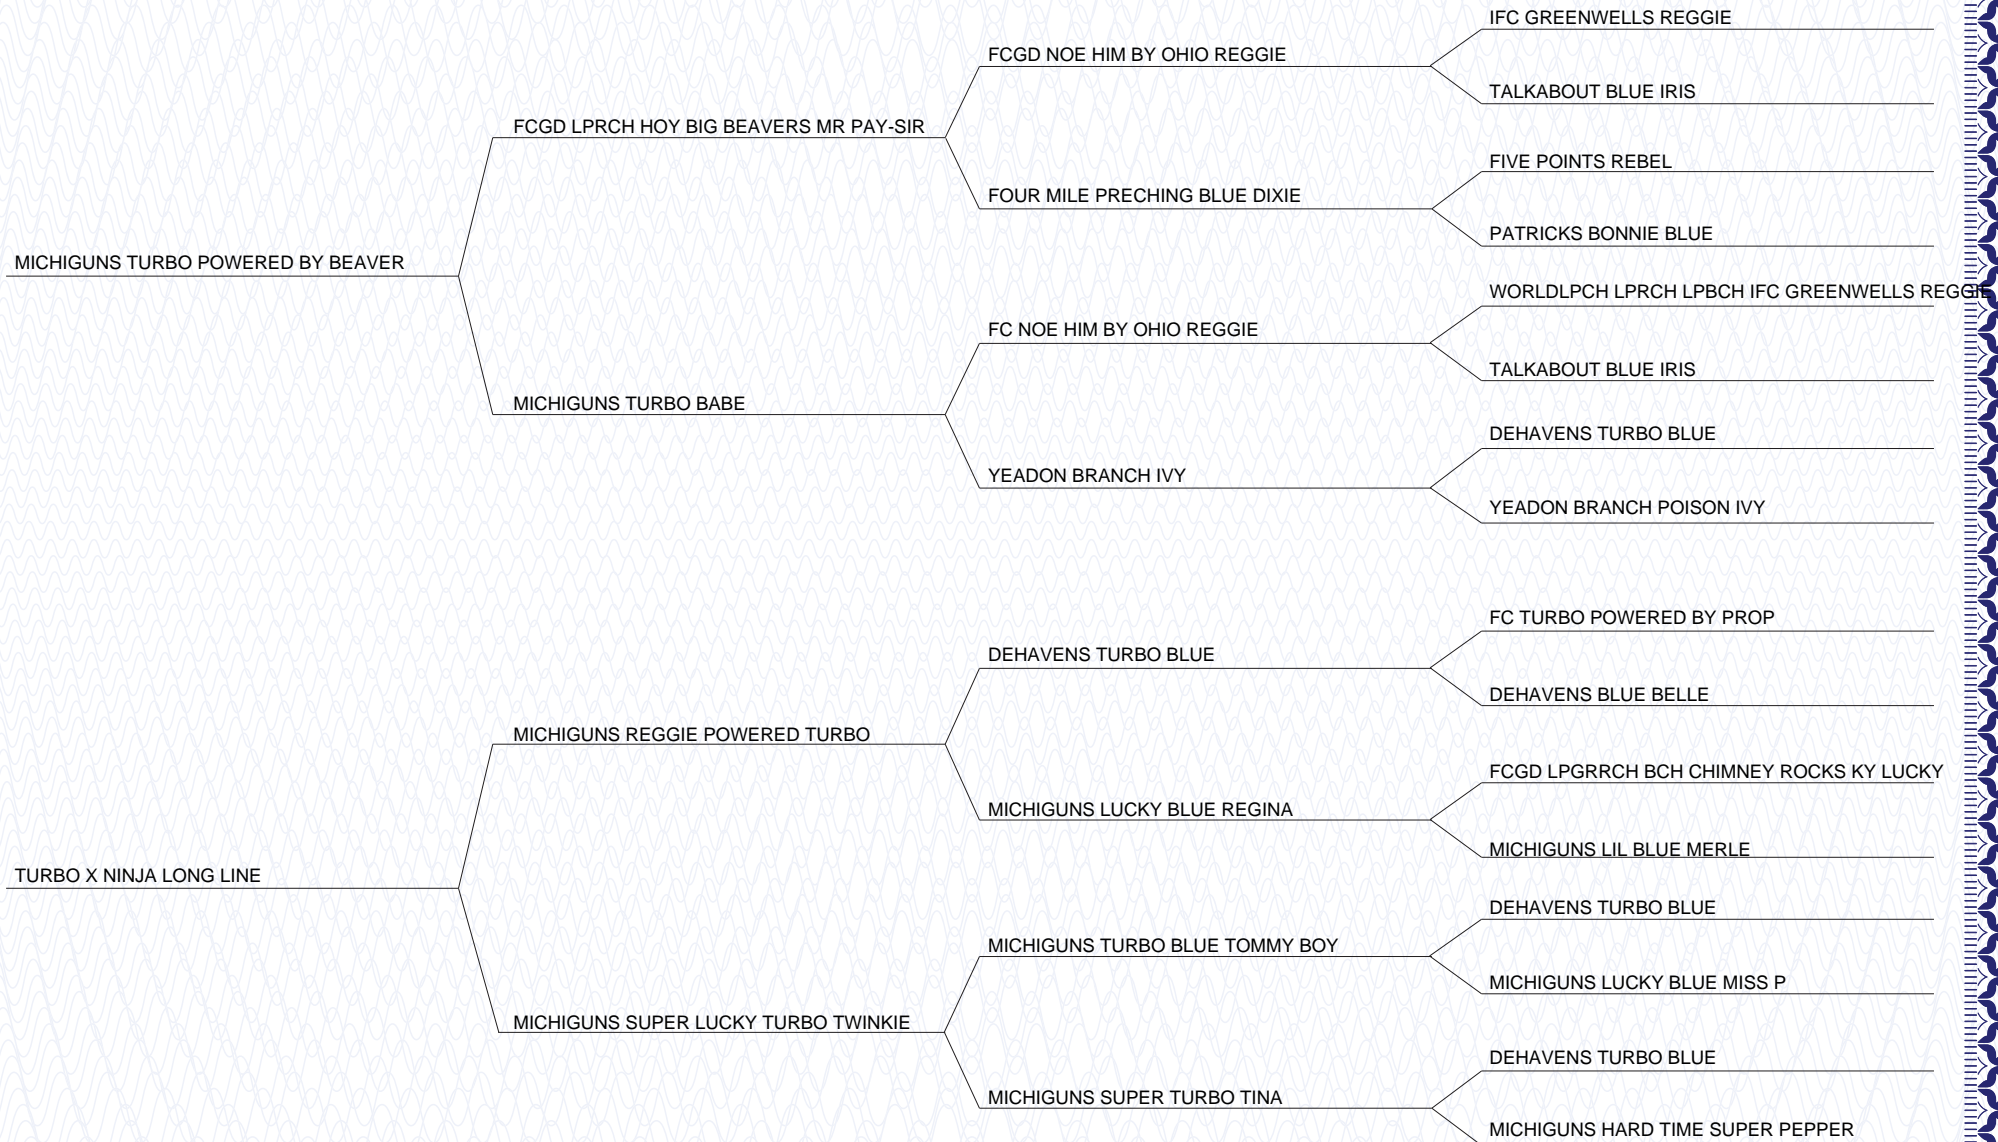 IFC GREENWELLS REGGIE
FCGD NOE HIM BY OHIO REGGIE
TALKABOUT BLUE IRIS
FCGD LPRCH HOY BIG BEAVERS MR PAY-SIR
FIVE POINTS REBEL
FOUR MILE PRECHING BLUE DIXIE
PATRICKS BONNIE BLUE
MICHIGUNS TURBO POWERED BY BEAVER
WORLDLPCH LPRCH LPBCH IFC GREENWELLS REGGIE
FC NOE HIM BY OHIO REGGIE
TALKABOUT BLUE IRIS
MICHIGUNS TURBO BABE
DEHAVENS TURBO BLUE
YEADON BRANCH IVY
YEADON BRANCH POISON IVY
FC TURBO POWERED BY PROP
DEHAVENS TURBO BLUE
DEHAVENS BLUE BELLE
MICHIGUNS REGGIE POWERED TURBO
FCGD LPGRRCH BCH CHIMNEY ROCKS KY LUCKY
MICHIGUNS LUCKY BLUE REGINA
MICHIGUNS LIL BLUE MERLE
TURBO X NINJA LONG LINE
DEHAVENS TURBO BLUE
MICHIGUNS TURBO BLUE TOMMY BOY
MICHIGUNS LUCKY BLUE MISS P
MICHIGUNS SUPER LUCKY TURBO TWINKIE
DEHAVENS TURBO BLUE
MICHIGUNS SUPER TURBO TINA
MICHIGUNS HARD TIME SUPER PEPPER